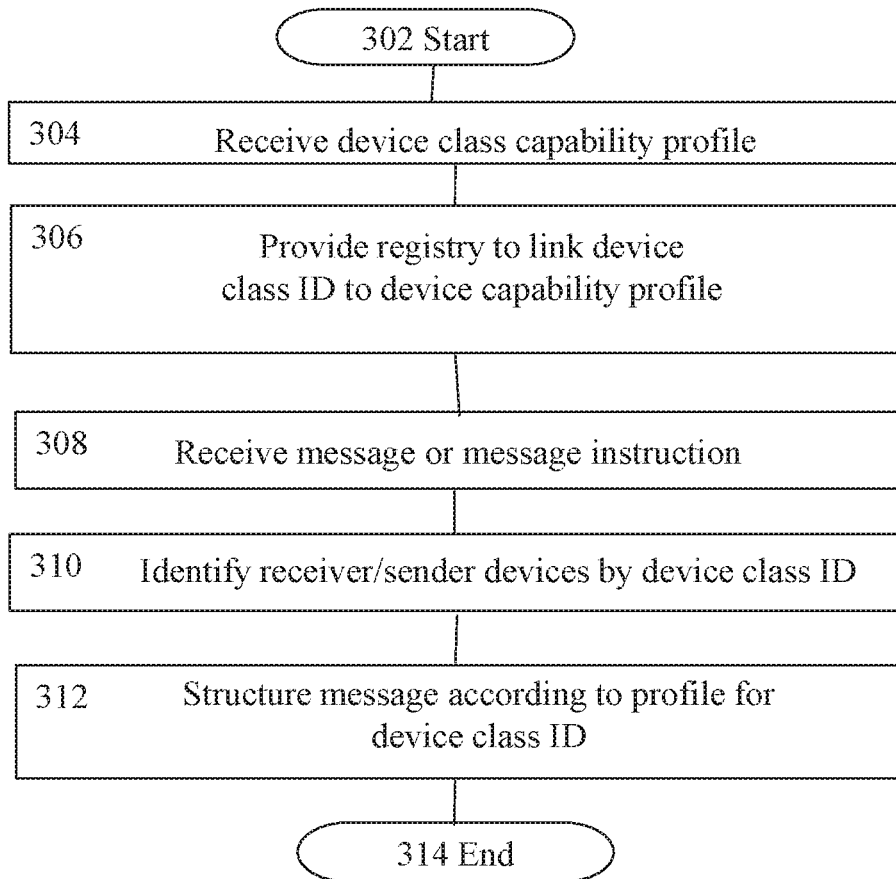 302 Start
304 Receive device class capability profile
306 Provide registry to link device
class ID to device capability profile
308 Receive message or message instruction
310 Identify receiver/sender devices by device class ID
312 Structure message according to profile for
device class ID
314 End